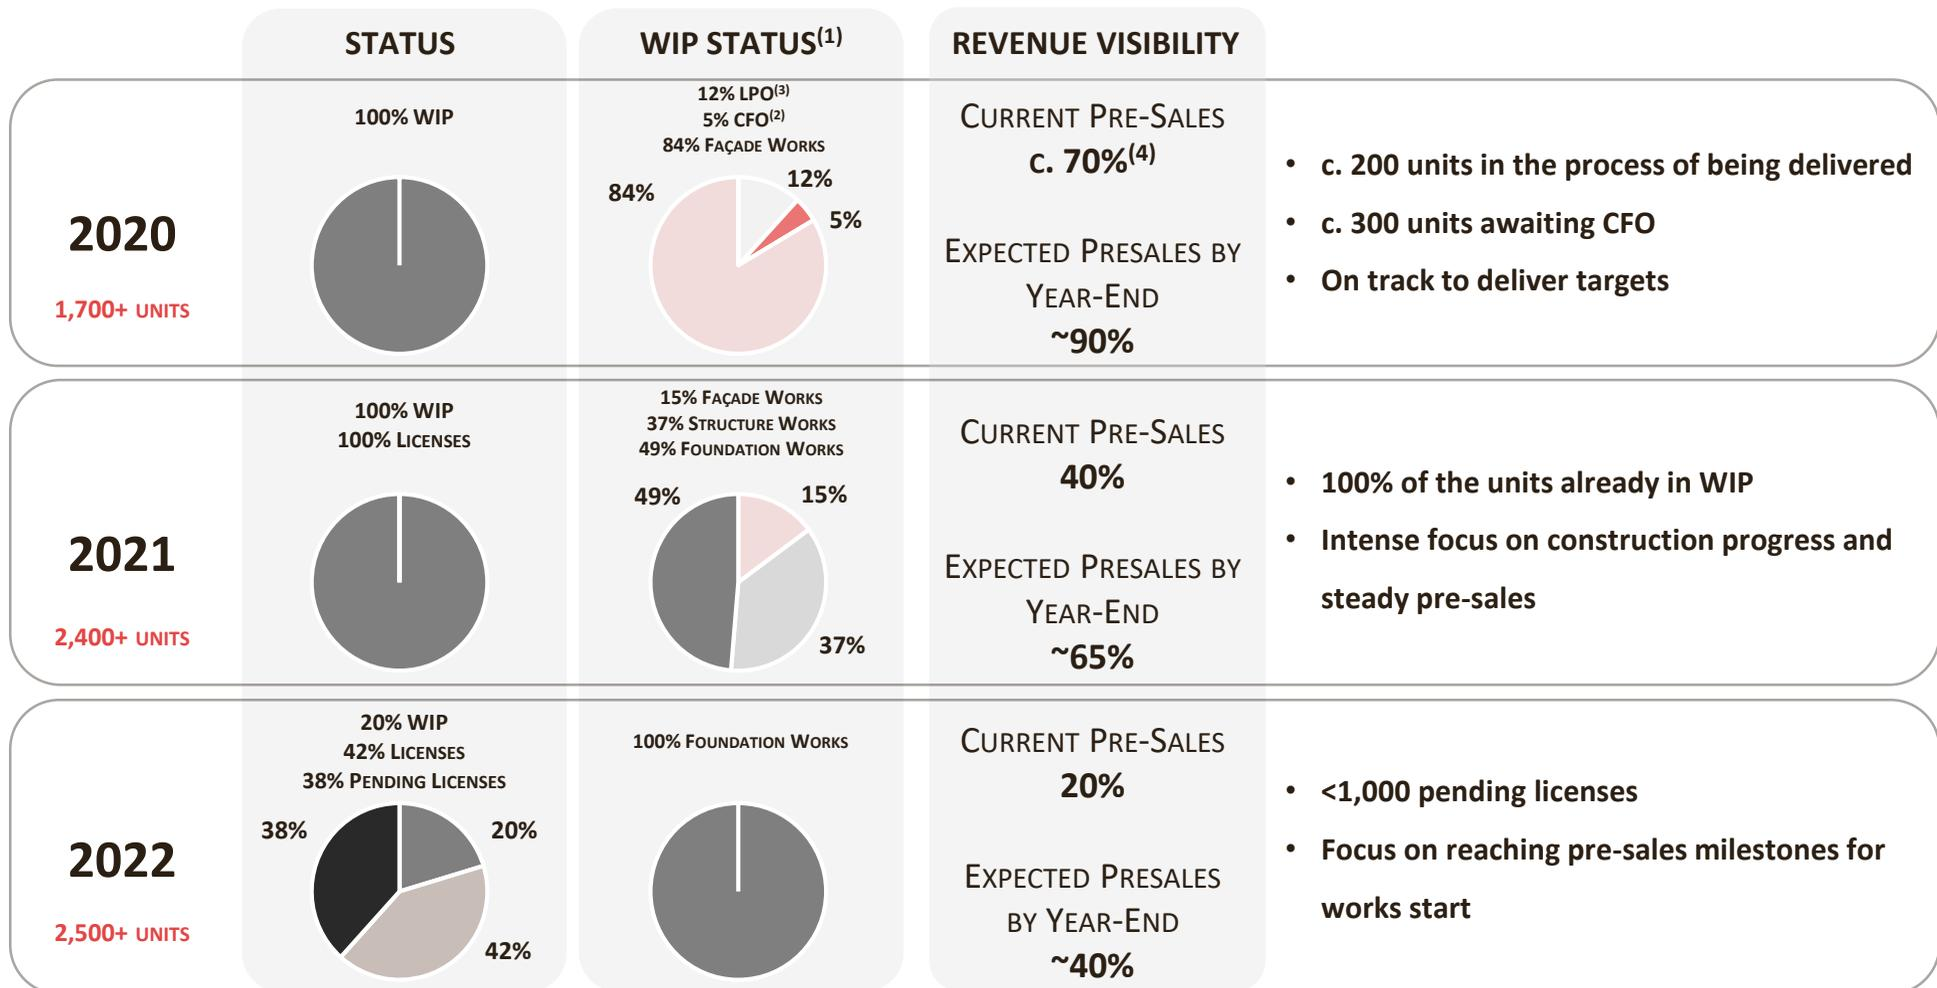 STATUS
WIP STATUS(1)
REVENUE VISIBILITY
2020
1,700+ UNITS
100% WIP
12% LPO(3)
5% CFO(2)
84% FAÇADE WORKS
84%
12%
5%
CURRENT PRE-SALES
c. 70%(4)
EXPECTED PRESALES BY
YEAR-END
~90%
• c. 200 units in the process of being delivered
• c. 300 units awaiting CFO
• On track to deliver targets
2021
2,400+ UNITS
100% WIP
100% LICENSES
15% FAÇADE WORKS
37% STRUCTURE WORKS
49% FOUNDATION WORKS
49%
15%
37%
CURRENT PRE-SALES
40%
EXPECTED PRESALES BY
YEAR-END
~65%
• 100% of the units already in WIP
• Intense focus on construction progress and
steady pre-sales
2022
2,500+ UNITS
20% WIP
42% LICENSES
38% PENDING LICENSES
38%
20%
42%
100% FOUNDATION WORKS
CURRENT PRE-SALES
20%
EXPECTED PRESALES
BY YEAR-END
~40%
• <1,000 pending licenses
• Focus on reaching pre-sales milestones for
works start